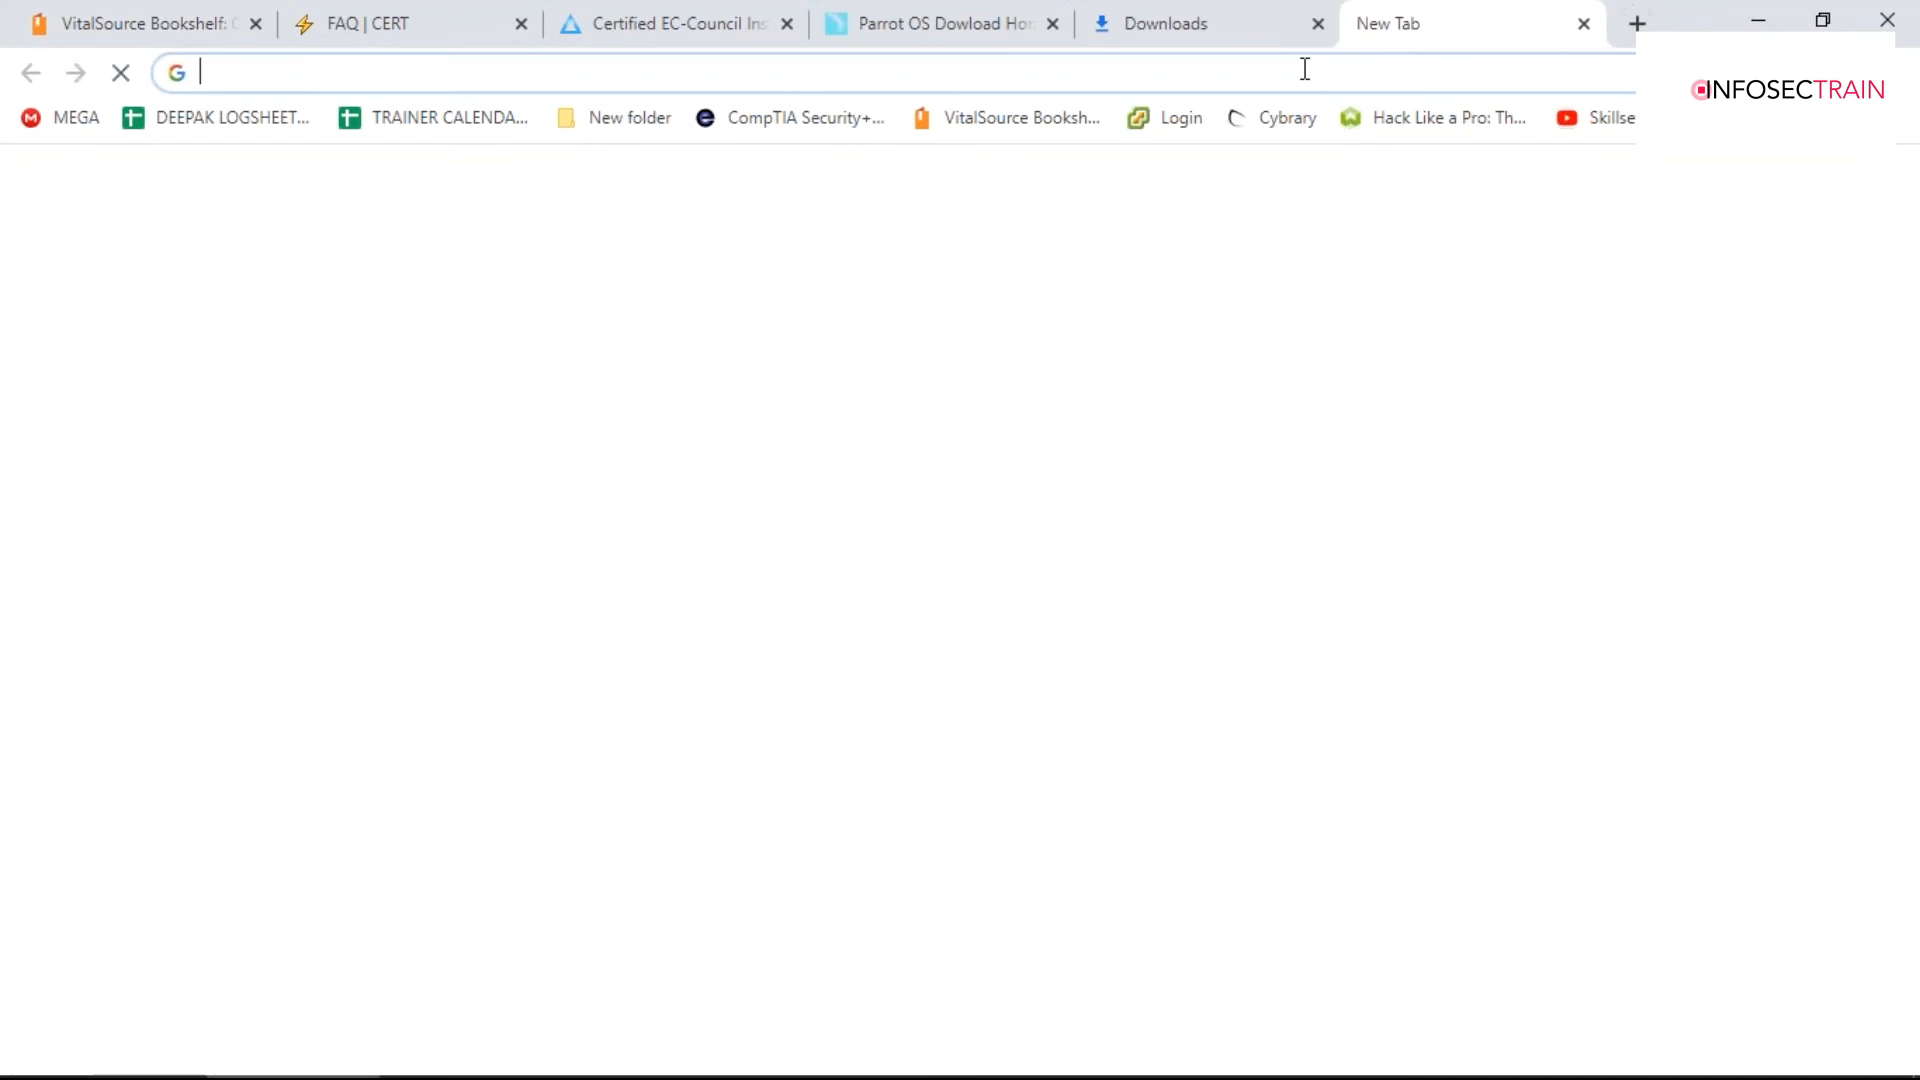 VitalSource Bookshelf: FAQ | CERT Certified EC-Council Ins Parrot OS Dowload Hom Downloads New Tab
INFOSECTRAIN
MEGA DEEPAK LOGSHEET... TRAINER CALENDA... New folder CompTIA Security+... VitalSource Booksh... Login Cybrary Hack Like a Pro: Th... Skillse